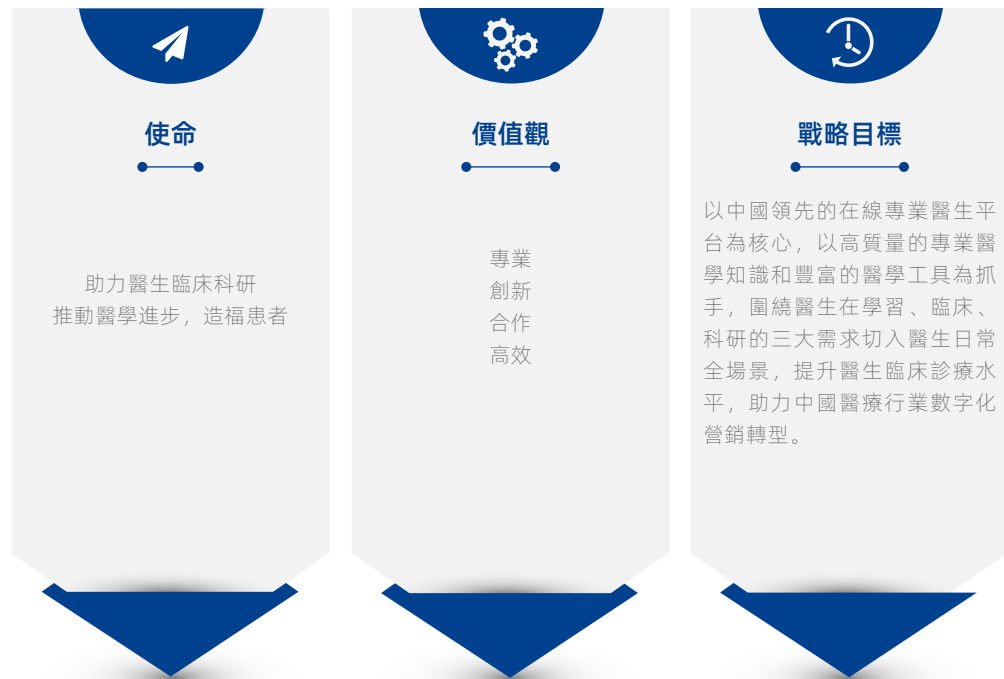 使命
助力醫生臨床科研
推動醫學進步，造福患者
價值觀
專業
創新
合作
高效
戰略目標
以中國領先的在線專業醫生平
台為核心，以高質量的專業醫
學知識和豐富的醫學工具為抓
手，圍繞醫生在學習、臨床、
科研的三大需求切入醫生日常
全場景，提升醫生臨床診療水
平，助力中國醫療行業數字化
營銷轉型。